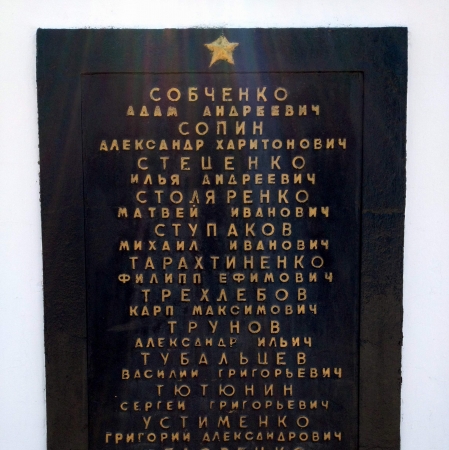 СОБЧЕНКО
АДАМ АНДРЕЕВИЧ
СОПИН
АЛЕКСАНДР ХАРИТОНОВИЧ
СТЕЦЕНКО
ИЛЬЯ АНДРЕЕВИЧ
СТОЛЯРЕНКО
МАТВЕЙ ИВАНОВИЧ
СТУПАКОВ
МИХАИЛ ИВАНОВИЧ
ТАРАХТИНЕНКО
ФИЛИПП ЕФИМОВИЧ
ТРЕХЛЕБОВ
КАРП МАКСИМОВИЧ
ТРУНОВ
АЛЕКСАНДР ИЛЬИЧ
ТУБАЛЬЦЕВ
ВАСИЛИЙ ГРИГОРЬЕВИЧ
ТЮТЮНИН
СЕРГЕЙ ГРИГОРЬЕВИЧ
УСТИМЕНКО
ГРИГОРИЙ АЛЕКСАНДРОВИЧ